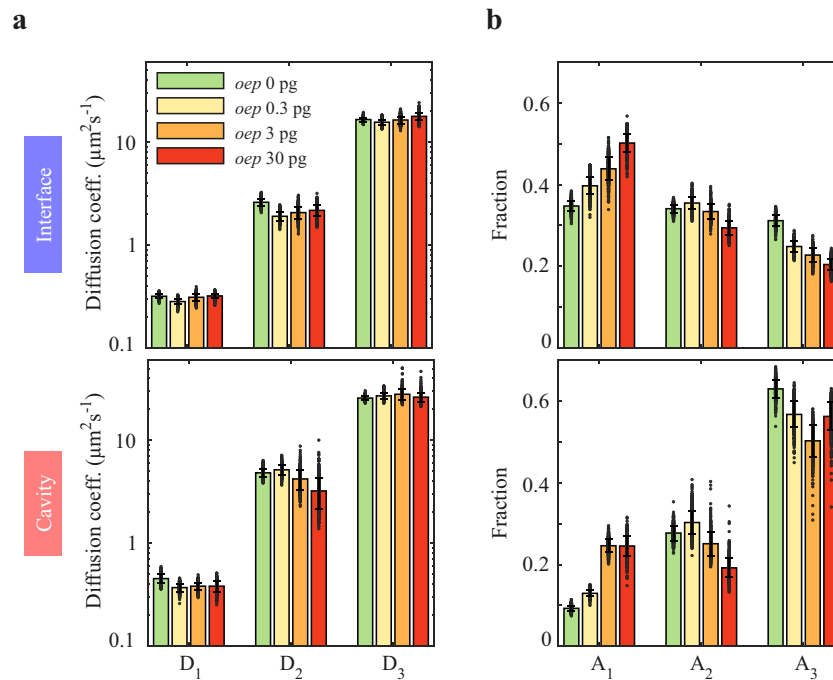 a
b
Interface
Diffusion coeff. (μm²s⁻¹)
10
1
0.1
oep 0 pg
oep 0.3 pg
oep 3 pg
oep 30 pg
Fraction
0.6
0.4
0.2
0
Cavity
Diffusion coeff. (μm²s⁻¹)
10
1
0.1
D₁ D₂ D₃
Fraction
0.6
0.4
0.2
0
A₁ A₂ A₃